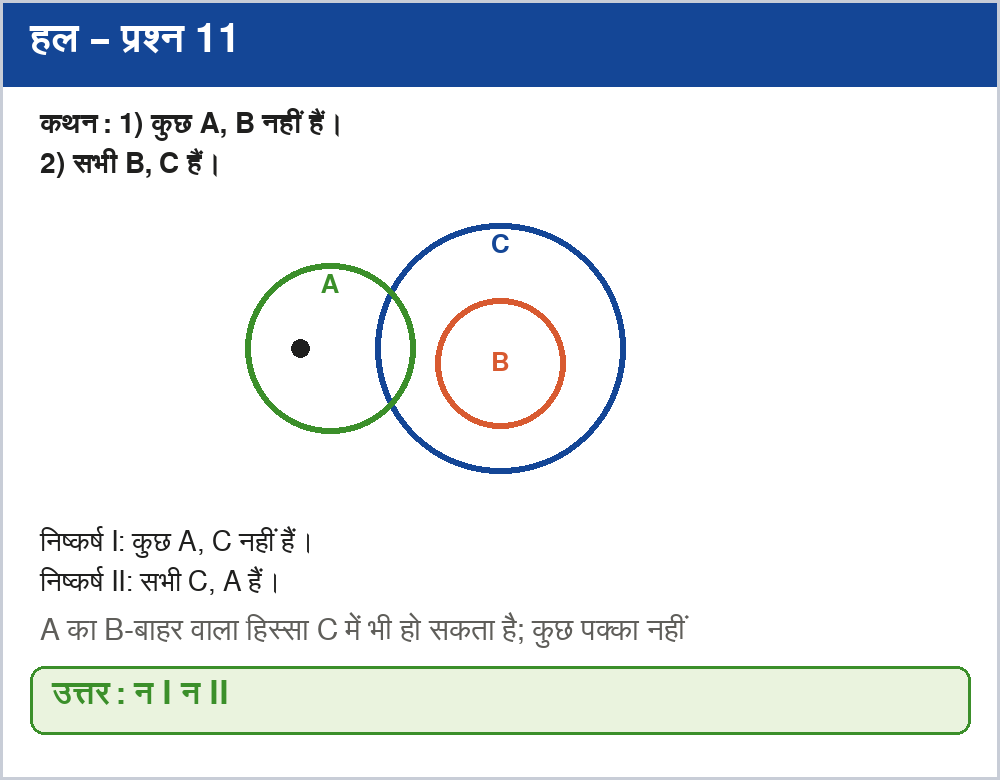 हल – प्रश्न 11
कथन : 1) कुछ A, B नहीं हैं।
2) सभी B, C हैं।
C
A
B
निष्कर्ष I: कुछ A, C नहीं हैं।
निष्कर्ष II: सभी C, A हैं।
A का B-बाहर वाला हिस्सा C में भी हो सकता है; कुछ पक्का नहीं
उत्तर : न I न II